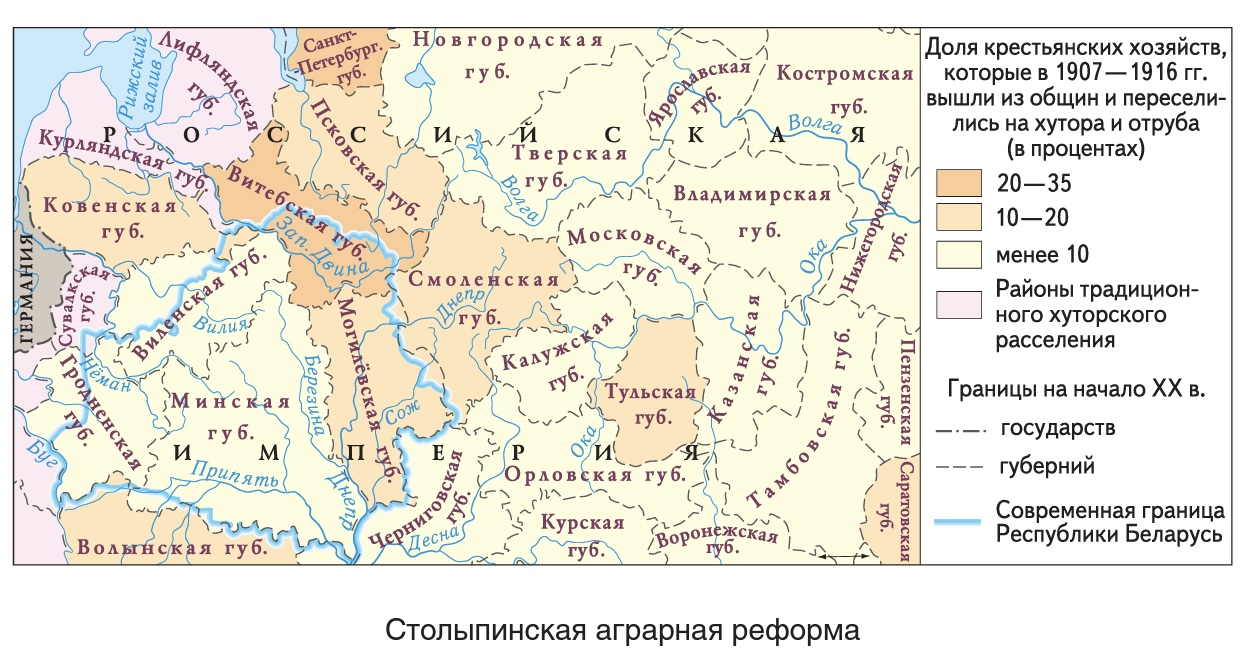 Лифляндская
губ.
Рижский
залив
Санкт-
Петербург.
губ.
Новгородская
губ.
Ярославская
губ.
Костромская
губ.
РОССИЙСКАЯ
Волга
Курляндская
губ.
Псковская губ.
Тверская
губ.
Волга
Витебская губ.
Зап. Двина
Ковенская
губ.
Владимирская
губ.
Нижегородская
губ.
Московская
губ.
Ока
ГЕРМАНИЯ
Сувалкская
губ.
Виленская губ.
Вилия
Смоленская
губ.
Днепр
Могилёвская губ.
Калужская
губ.
Казанская
губ.
Тамбовская губ.
Пензенская
губ.
Неман
Гродненская
губ.
Минская
губ.
Березина
Сож
Тульская
губ.
Ока
ИМПЕРИЯ
Буг
Припять
Днепр
Орловская губ.
Саратовская
губ.
Волынская губ.
Черниговская
губ.
Десна
Курская
губ.
Воронежская
губ.
Доля крестьянских хозяйств,
которые в 1907—1916 гг.
вышли из общин и пересели-
лись на хутора и отруба
(в процентах)
20—35
10—20
менее 10
Районы традицион-
ного хуторского
расселения
Границы на начало XX в.
государств
губерний
Современная граница
Республики Беларусь
Столыпинская аграрная реформа